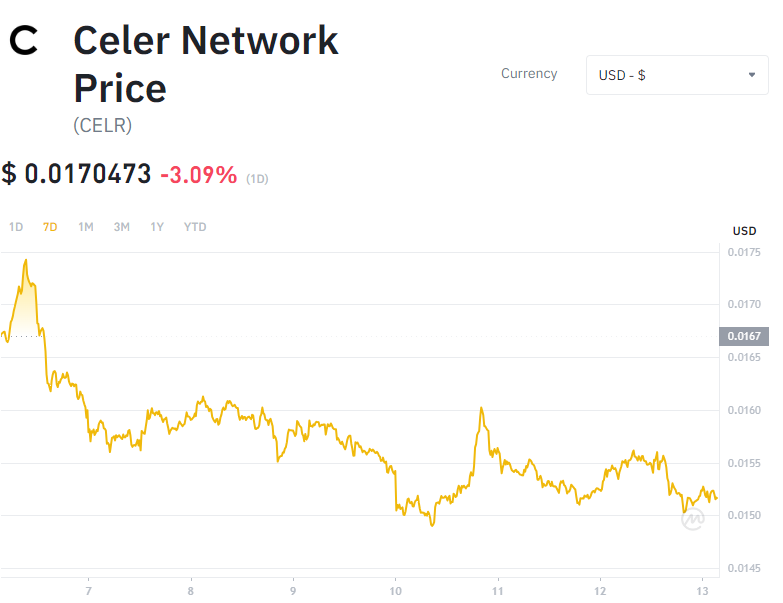 Celer Network
Price
(CELR)
Currency
USD - $
$ 0.0170473 -3.09% (1D)
1D 7D 1M 3M 1Y YTD
USD
0.0175
0.0170
0.0167
0.0165
0.0160
0.0155
0.0150
0.0145
7 8 9 10 11 12 13